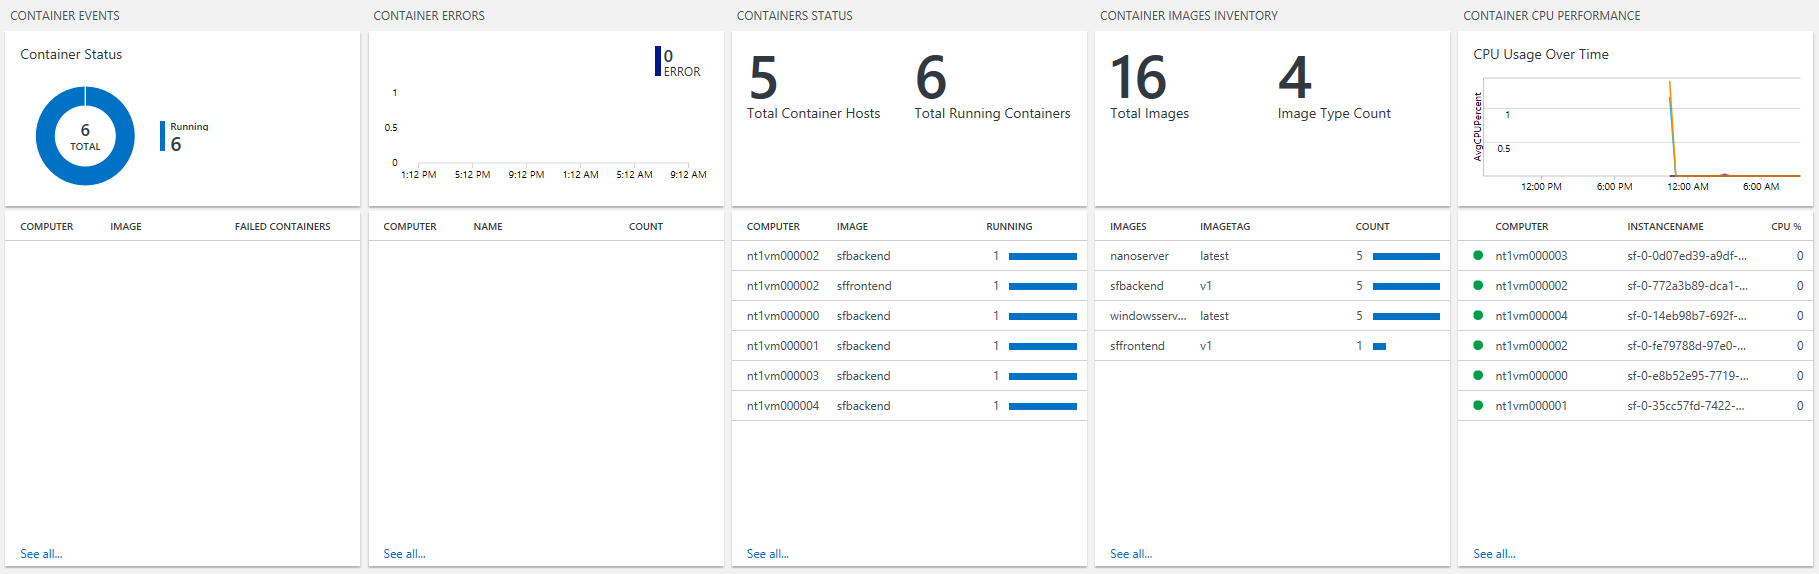 CONTAINER EVENTS
Container Status
6
TOTAL
Running
6
COMPUTER IMAGE FAILED CONTAINERS
See all...
CONTAINER ERRORS
0
ERROR
1
0.5
0
1:12 PM 5:12 PM 9:12 PM 1:12 AM 5:12 AM 9:12 AM
COMPUTER NAME COUNT
See all...
CONTAINERS STATUS
5 6
Total Container Hosts Total Running Containers
COMPUTER IMAGE RUNNING
nt1vm000002 sfbackend 1
nt1vm000002 sffrontend 1
nt1vm000000 sfbackend 1
nt1vm000001 sfbackend 1
nt1vm000003 sfbackend 1
nt1vm000004 sfbackend 1
See all...
CONTAINER IMAGES INVENTORY
16 4
Total Images Image Type Count
IMAGES IMAGETAG COUNT
nanoserver latest 5
sfbackend v1 5
windowsserv... latest 5
sffrontend v1 1
See all...
CONTAINER CPU PERFORMANCE
CPU Usage Over Time
AvgCPUPercent
1
0.5
12:00 PM 6:00 PM 12:00 AM 6:00 AM
COMPUTER INSTANCENAME CPU %
nt1vm000003 sf-0-0d07ed39-a9df-... 0
nt1vm000002 sf-0-772a3b89-dca1-... 0
nt1vm000004 sf-0-14eb98b7-692f-... 0
nt1vm000002 sf-0-fe79788d-97e0-... 0
nt1vm000000 sf-0-e8b52e95-7719-... 0
nt1vm000001 sf-0-35cc57fd-7422-... 0
See all...